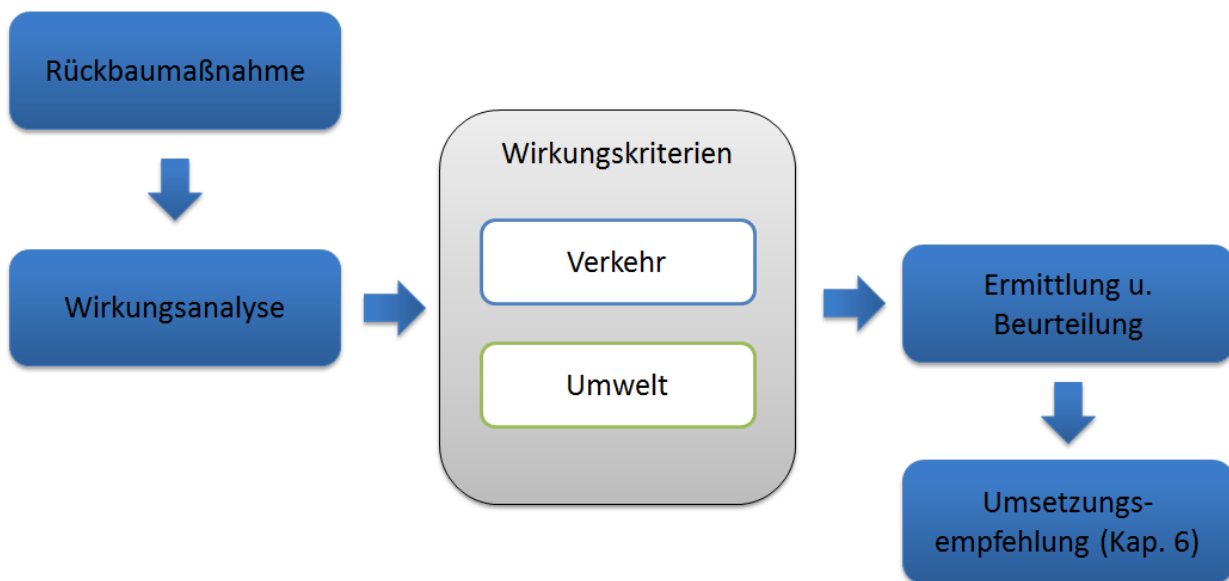 Rückbaumaßnahme
Wirkungsanalyse
Wirkungskriterien
Verkehr
Umwelt
Ermittlung u.
Beurteilung
Umsetzungs-
empfehlung (Kap. 6)